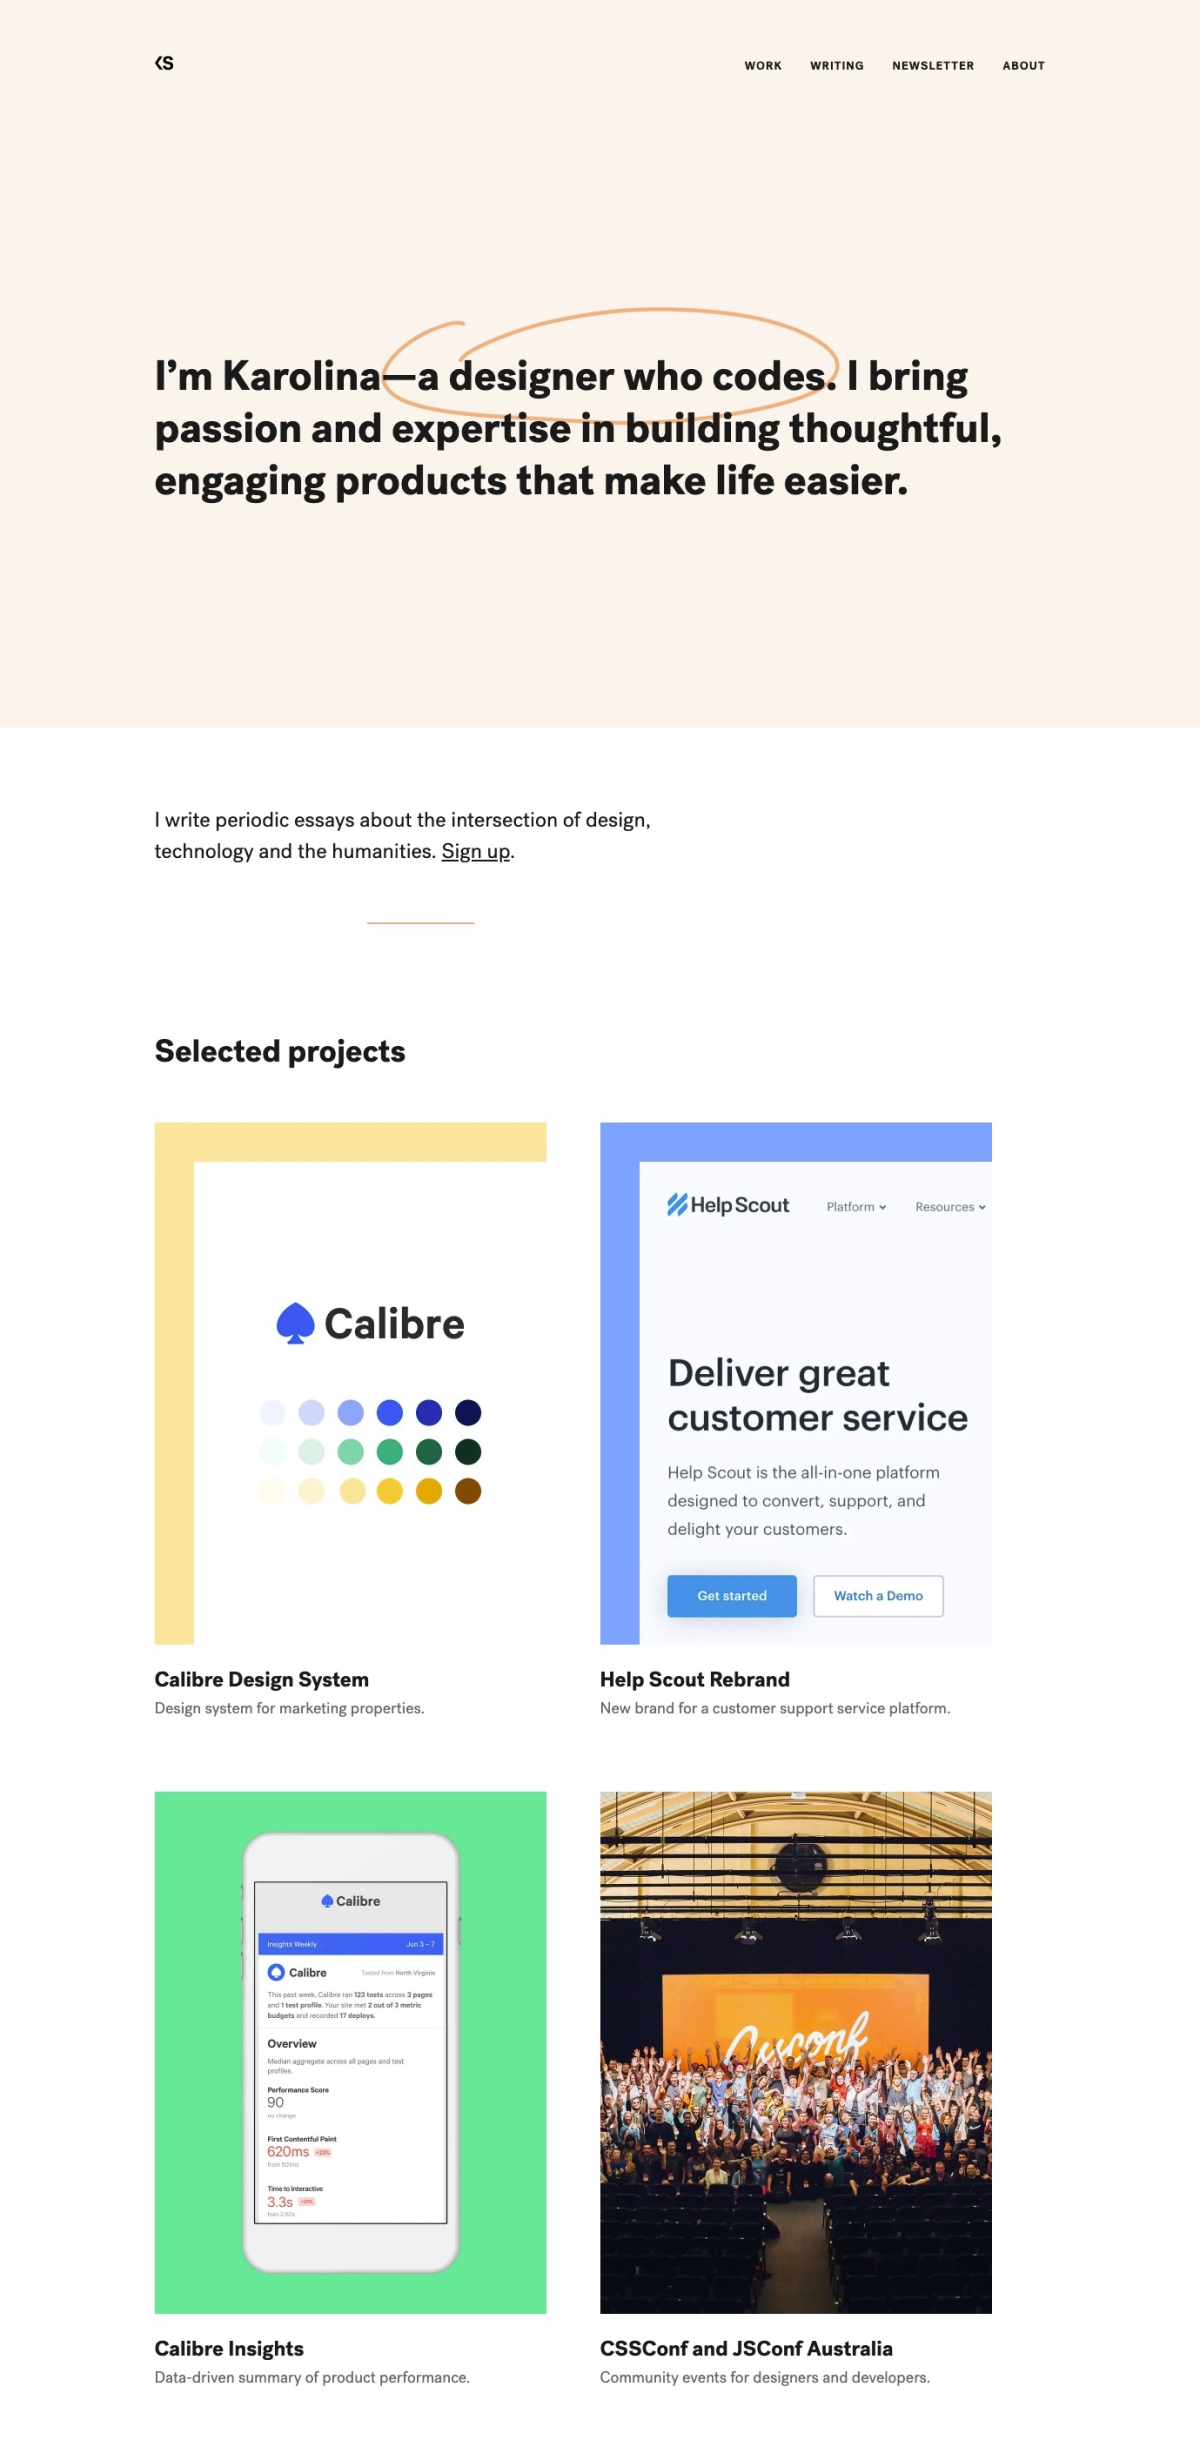 KS
WORK WRITING NEWSLETTER ABOUT
I’m Karolina—a designer who codes. I bring
passion and expertise in building thoughtful,
engaging products that make life easier.
I write periodic essays about the intersection of design,
technology and the humanities. Sign up.
Selected projects
Calibre
Help Scout Platform Resources
Deliver great
customer service
Help Scout is the all-in-one platform
designed to convert, support, and
delight your customers.
Get started Watch a Demo
Calibre Design System
Design system for marketing properties.
Help Scout Rebrand
New brand for a customer support service platform.
Calibre
Insights Weekly Jun 3 – 7
Calibre Tested from North Virginia
This past week, Calibre ran 123 tests across 3 pages
and 1 test profile. Your site met 2 out of 3 metric
budgets and recorded 17 deploys.
Overview
Median aggregate across all pages and test
profiles.
Performance Score
90
no change
First Contentful Paint
620ms +23%
from 501ms
Time to Interactive
3.3s
from 2.62s
Calibre Insights
Data-driven summary of product performance.
CSSConf and JSConf Australia
Community events for designers and developers.